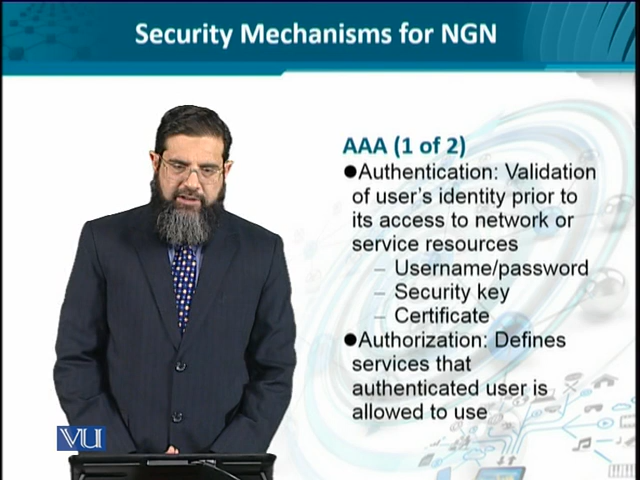 Security Mechanisms for NGN
AAA (1 of 2)
●Authentication: Validation
of user's identity prior to
its access to network or
service resources
– Username/password
– Security key
– Certificate
●Authorization: Defines
services that
authenticated user is
allowed to use
VU